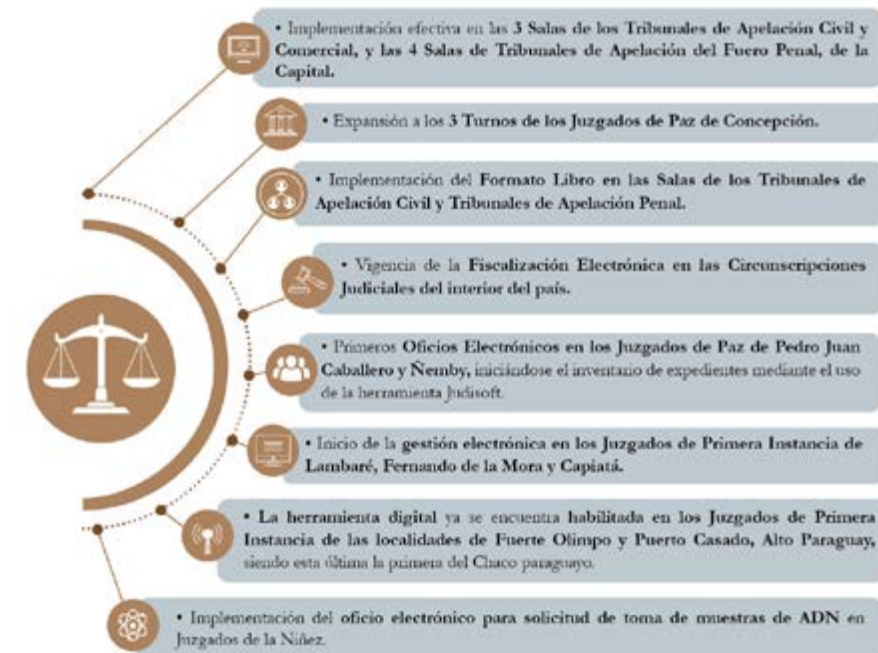 • Implementación efectiva en las 3 Salas de los Tribunales de Apelación Civil y
Comercial, y las 4 Salas de Tribunales de Apelación del Fuero Penal, de la
Capital.
• Expansión a los 3 Turnos de los Juzgados de Paz de Concepción.
• Implementación del Formato Libro en las Salas de los Tribunales de
Apelación Civil y Tribunales de Apelación Penal.
• Vigencia de la Fiscalización Electrónica en las Circunscripciones
Judiciales del interior del país.
• Primeros Oficios Electrónicos en los Juzgados de Paz de Pedro Juan
Caballero y Ñemby, iniciándose el inventario de expedientes mediante el uso
de la herramienta Judisoft.
• Inicio de la gestión electrónica en los Juzgados de Primera Instancia de
Lambaré, Fernando de la Mora y Capiatá.
• La herramienta digital ya se encuentra habilitada en los Juzgados de Primera
Instancia de las localidades de Fuerte Olimpo y Puerto Casado, Alto Paraguay,
siendo esta última la primera del Chaco paraguayo.
• Implementación del oficio electrónico para solicitud de toma de muestras de ADN en
Juzgados de la Niñez.